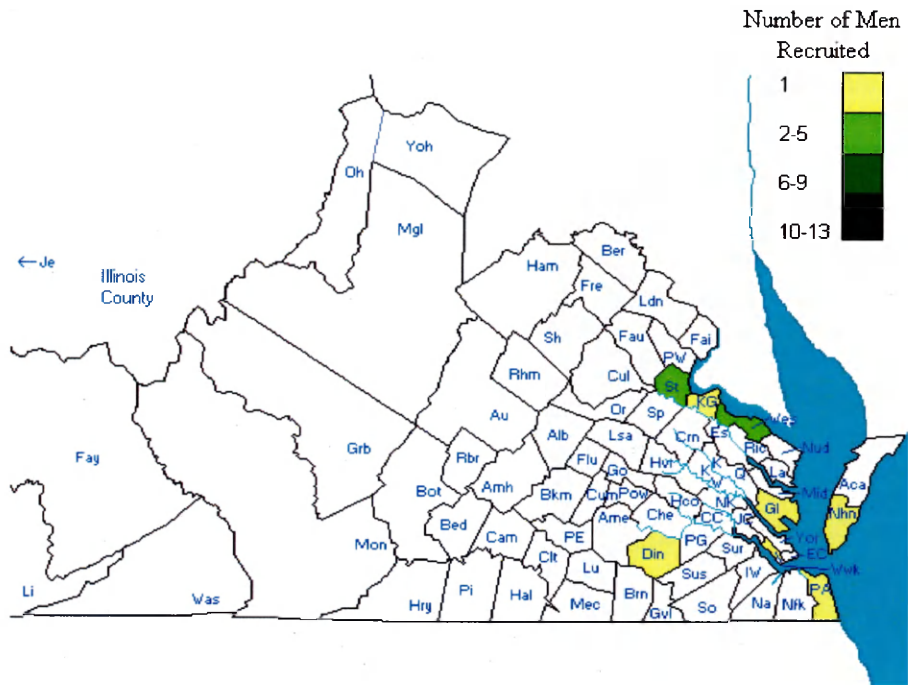 Number of Men
Recruited
1
2-5
6-9
10-13
Yoh
Oh
Mgl
←Je
Illinois
County
Ham
Ber
Fre
Ldn
Sh
Fau
Fai
PW
Rhm
Cul
St
KG
Wes
Au
Or
Sp
Es
Ric
Nud
Alb
Lsa
Crn
Grb
Fay
Rbr
Flu
Go
Hvr
K
Q
La
Mid
Aca
K
W
Bot
Amh
Bkm
Cum
Pow
Hco
NK
Gl
Nhn
Bed
Cam
PE
Ame
Che
CC
JC
Yor
Mon
Clt
Din
PG
Sur
EC
Wwk
Lu
Sus
IW
PA
Li
Was
Hry
Pi
Hal
Mec
Brn
Gvl
So
Na
Nfk